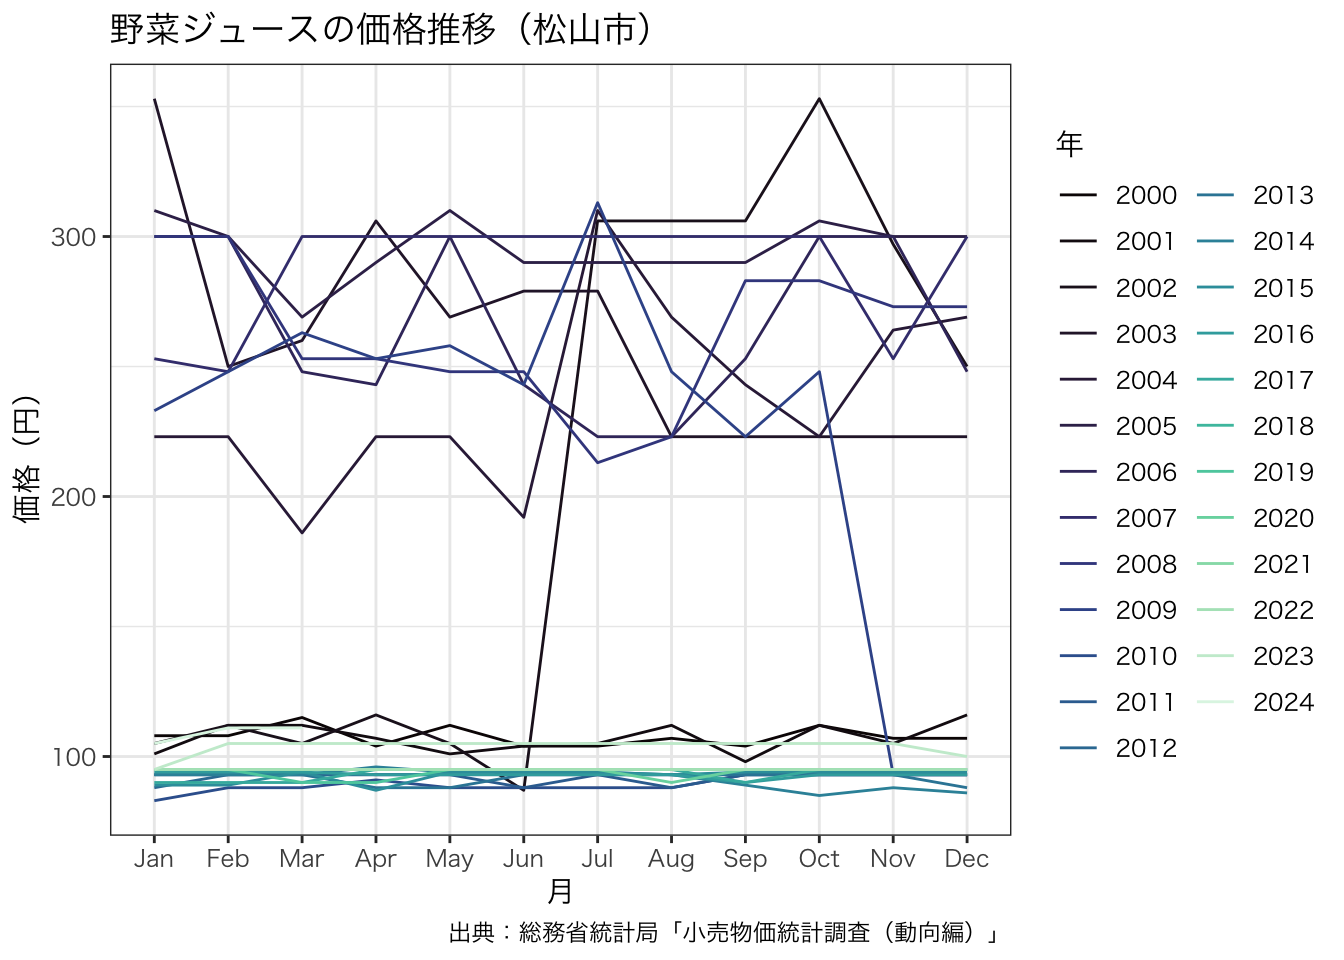 野菜ジュースの価格推移（松山市）
価格（円）
300
200
100
Jan Feb Mar Apr May Jun Jul Aug Sep Oct Nov Dec
月
年
2000 2013
2001 2014
2002 2015
2003 2016
2004 2017
2005 2018
2006 2019
2007 2020
2008 2021
2009 2022
2010 2023
2011 2024
2012
出典：総務省統計局「小売物価統計調査（動向編）」